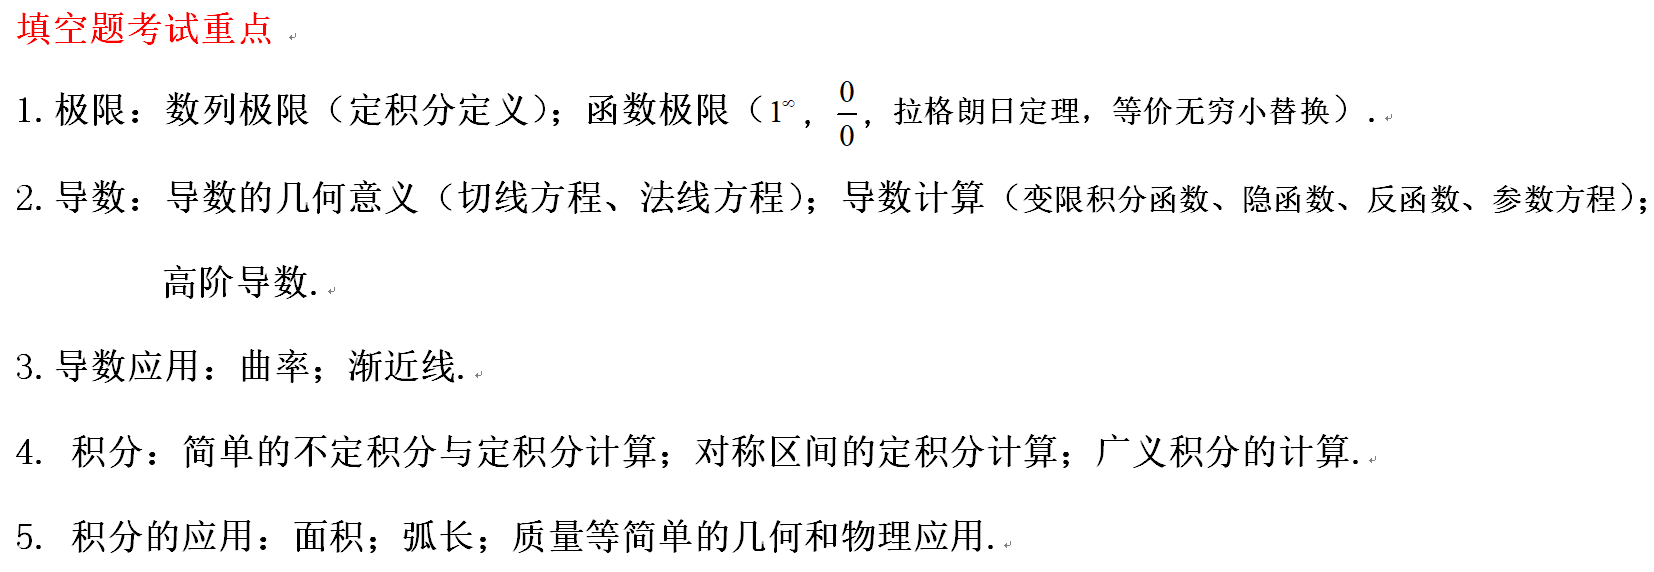 填空题考试重点
1.极限：数列极限（定积分定义）；函数极限（1^∞，0/0，拉格朗日定理，等价无穷小替换）.
2.导数：导数的几何意义（切线方程、法线方程）；导数计算（变限积分函数、隐函数、反函数、参数方程）；
高阶导数.
3.导数应用：曲率；渐近线.
4. 积分：简单的不定积分与定积分计算；对称区间的定积分计算；广义积分的计算.
5. 积分的应用：面积；弧长；质量等简单的几何和物理应用.